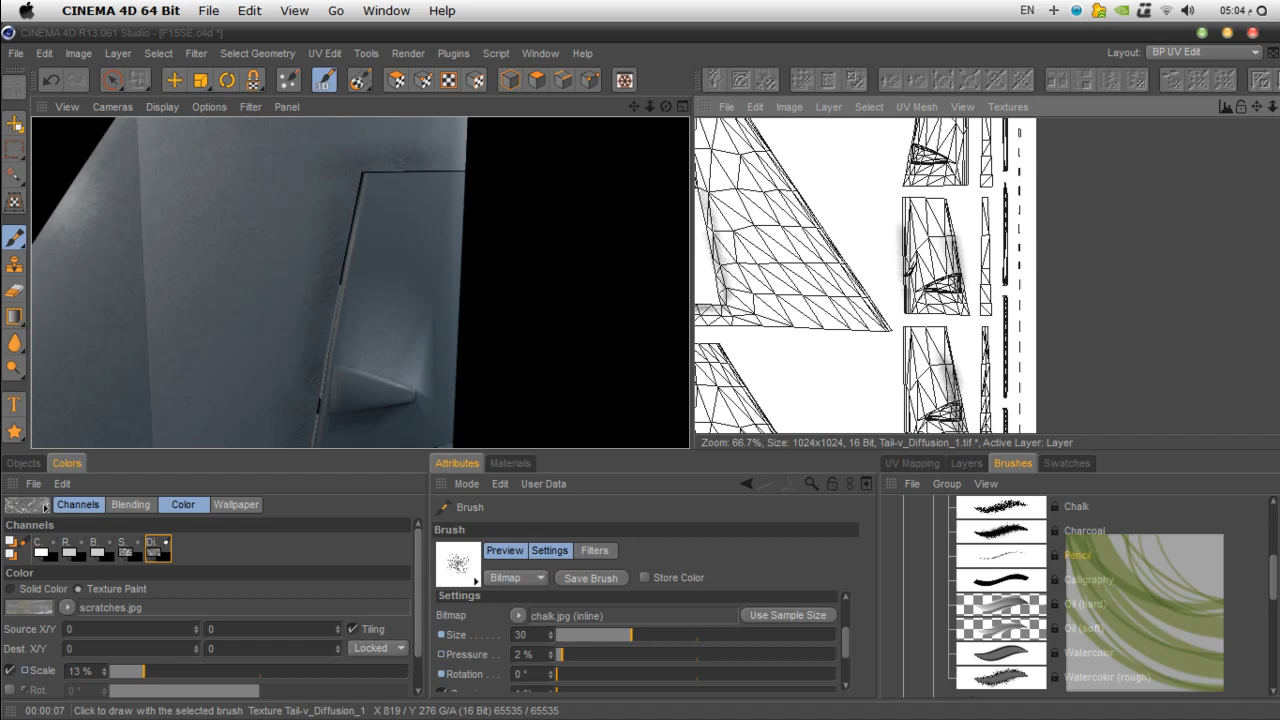 CINEMA 4D 64 Bit File Edit View Go Window Help EN 05:04 م
CINEMA 4D R13.061 Studio - [F15SE.c4d *]
File Edit Image Layer Select Filter Select Geometry UV Edit Tools Render Plugins Script Window Help Layout: BP UV Edit
3D
View Cameras Display Options Filter Panel
File Edit Image Layer Select UV Mesh View Textures
Zoom: 66.7%, Size: 1024x1024, 16 Bit, Tail-v_Diffusion_1.tif *, Active Layer: Layer
Objects Colors
File Edit
Channels Blending Color Wallpaper
Channels
C. R. B. S. Di.
Color
Solid Color Texture Paint
scratches.jpg
Source X/Y 0 0 Tiling
Dest. X/Y 0 0 Locked
Scale 13 %
Rot. 0 °
Attributes Materials
Mode Edit User Data
Brush
Brush
Preview Settings Filters
Bitmap Save Brush Store Color
Settings
Bitmap chalk.jpg (inline) Use Sample Size
Size 30
Pressure 2 %
Rotation 0 °
UV Mapping Layers Brushes Swatches
File Group View
Chalk
Charcoal
Pencil
Calligraphy
Oil (hard)
Oil (soft)
Watercolor
Watercolor (rough)
00:00:07 Click to draw with the selected brush Texture Tail-v_Diffusion_1 X 819 / Y 276 G/A (16 Bit) 65535 / 65535